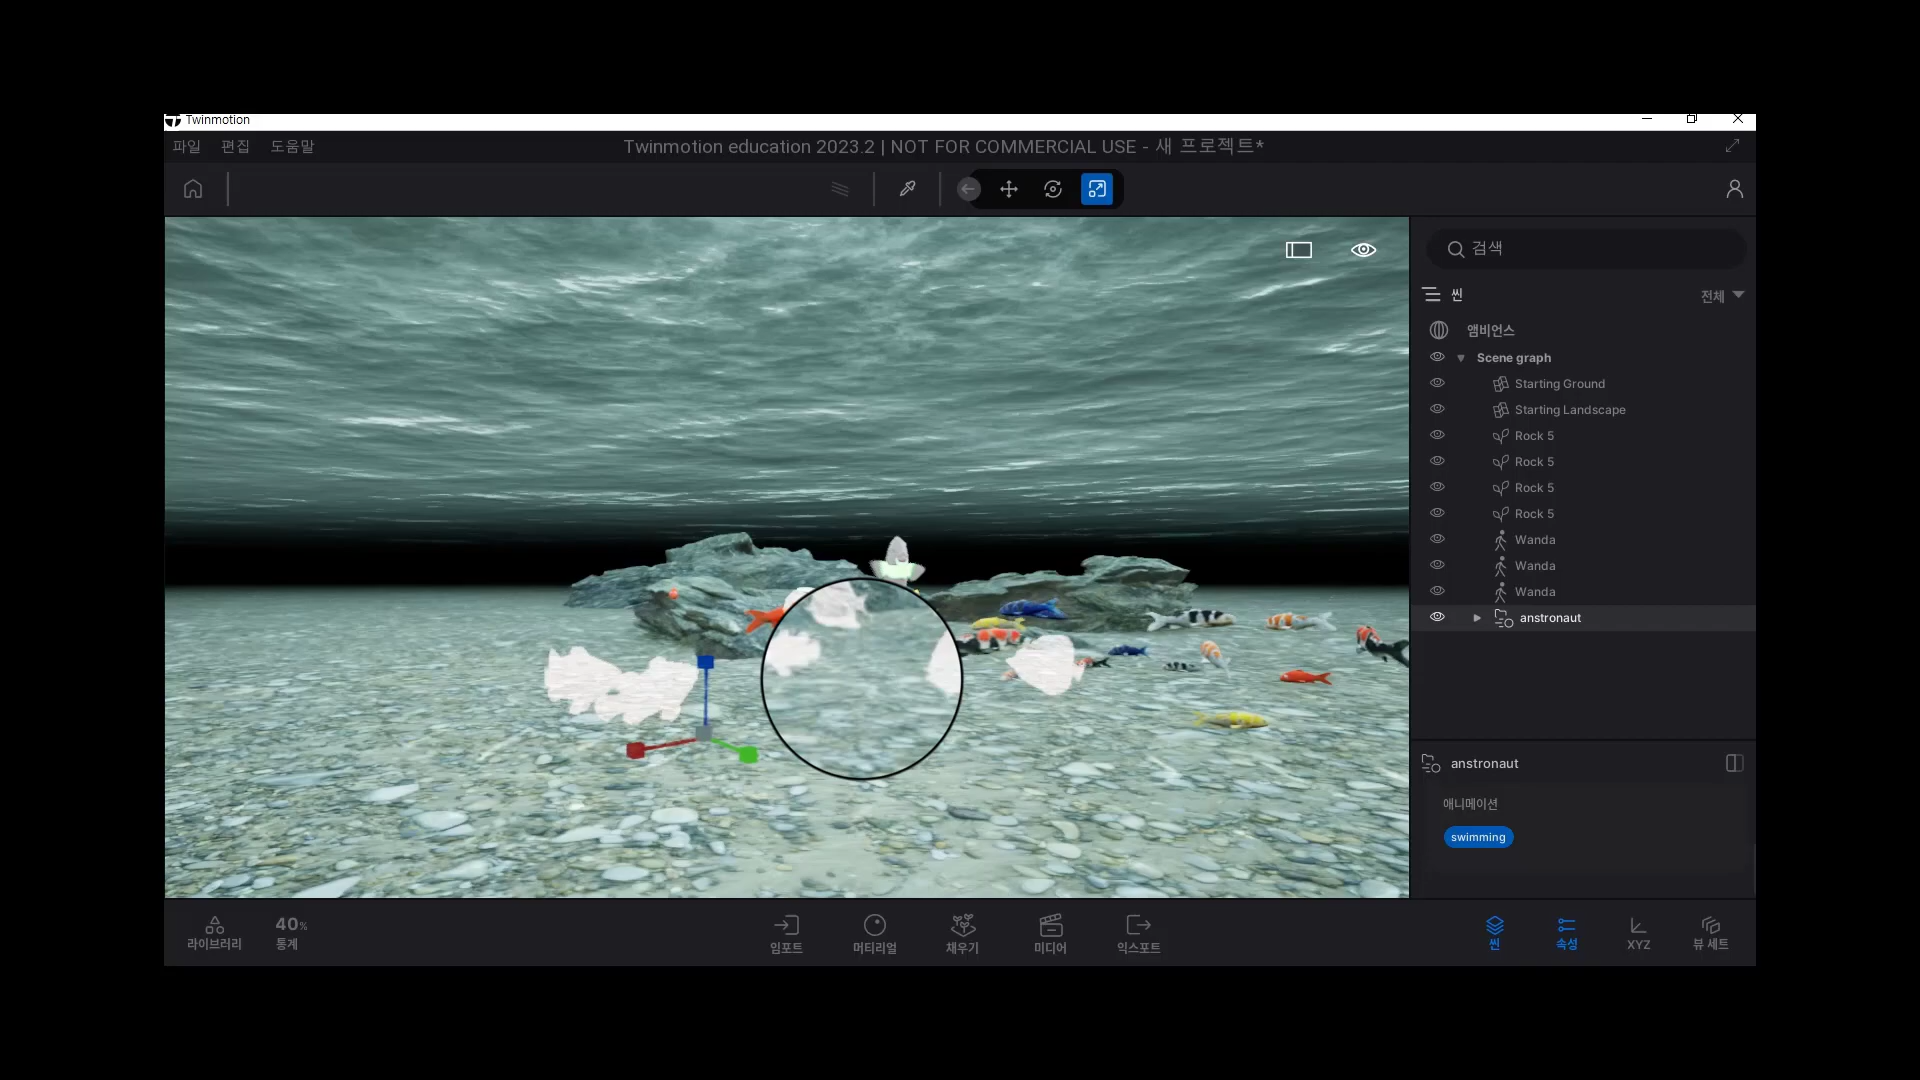 Twinmotion
파일 편집 도움말
Twinmotion education 2023.2 | NOT FOR COMMERCIAL USE - 새 프로젝트*
검색
씬 전체
앰비언스
Scene graph
Starting Ground
Starting Landscape
Rock 5
Rock 5
Rock 5
Rock 5
Wanda
Wanda
Wanda
anstronaut
anstronaut
애니메이션
swimming
라이브러리
40%
통계
임포트 머티리얼 채우기 미디어 익스포트
씬 속성 XYZ 뷰 세트